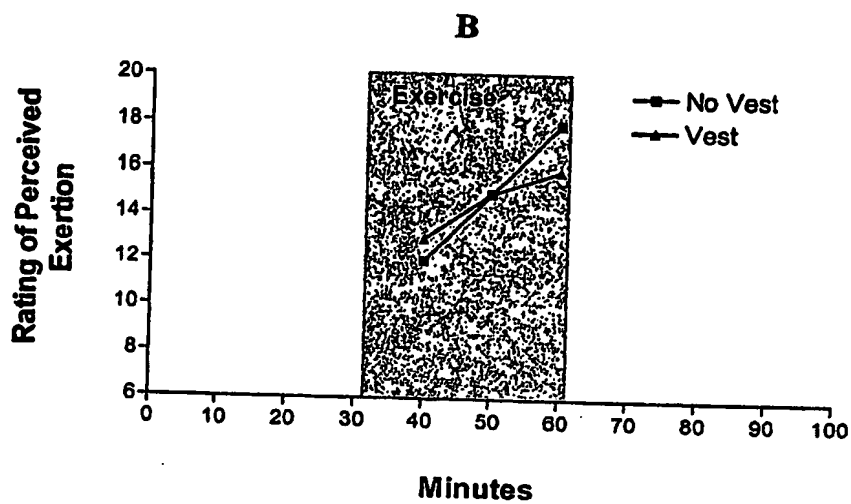 B
Rating of Perceived
Exertion
20
18
16
14
12
10
8
6
Exercise
No Vest
Vest
0 10 20 30 40 50 60 70 80 90 100
Minutes